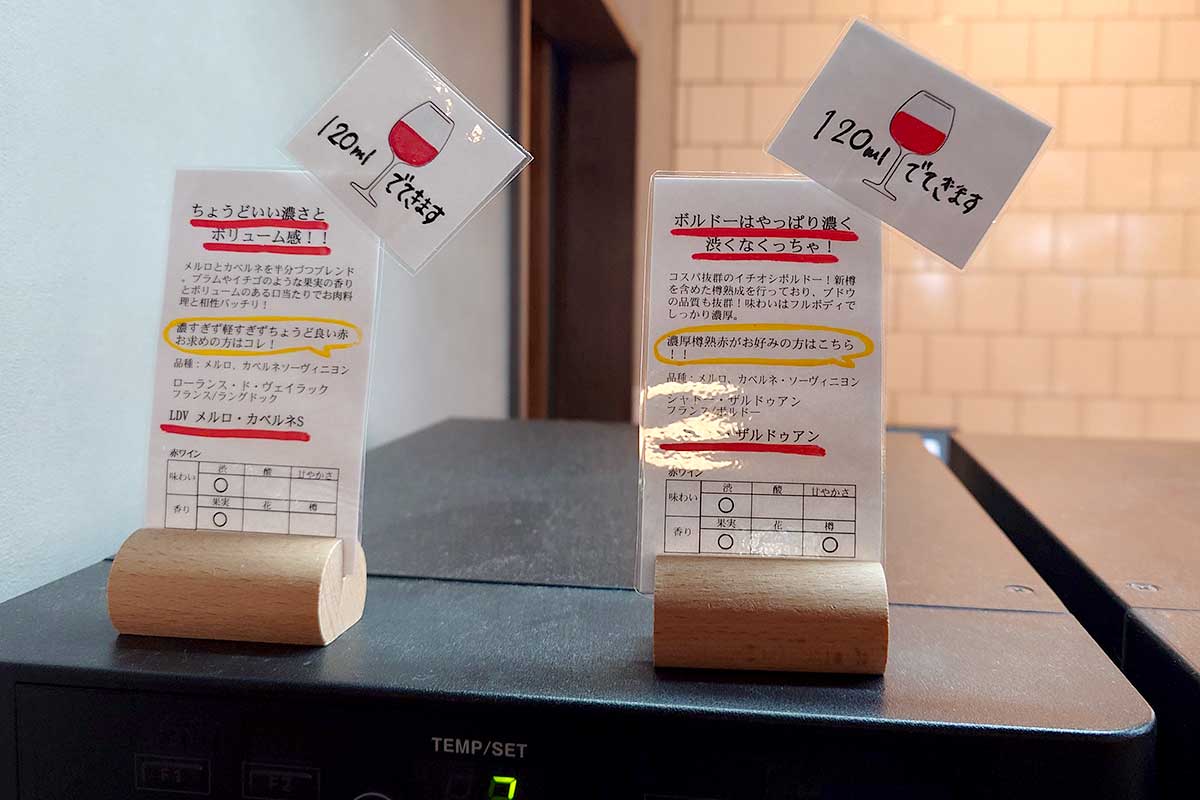 120ml
でてきます
ちょうどいい濃さと
ボリューム感！！
メルロとカベルネを半分づつブレンド
。プラムやイチゴのような果実の香り
とボリュームのある口当たりでお肉料
理と相性バッチリ！
濃すぎず軽すぎずちょうど良い赤
お求めの方はコレ！
品種：メルロ、カベルネソーヴィニヨン
ローランス・ド・ヴェイラック
フランス/ラングドック
LDV メルロ・カベルネS
赤ワイン
味わい 渋 酸 甘やかさ
○
香り 果実 花 樽
○
120ml
でてきます
ボルドーはやっぱり濃く
渋くなくっちゃ！
コスパ抜群のイチオシボルドー！新樽
を含めた樽熟成を行っており、ブドウ
の品質も抜群！味わいはフルボディで
しっかり濃厚。
濃厚樽熟赤がお好みの方はこちら
！！
品種：メルロ、カベルネ・ソーヴィニヨン
シャトー・ザルドゥアン
フランス/ボルドー
ザルドゥアン
赤ワイン
味わい 渋 酸 甘やかさ
○
香り 果実 花 樽
○ ○
TEMP/SET
F1 F2